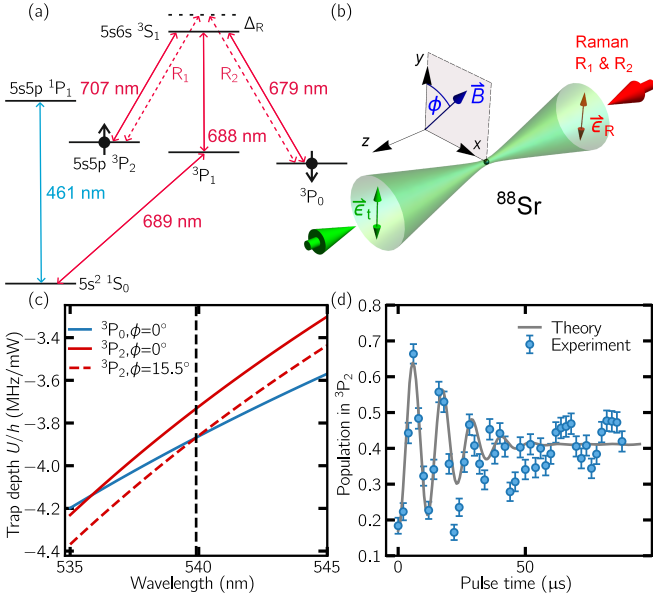 (a)
5s6s ³S₁
Δ_R
5s5p ¹P₁
707 nm
R₁
R₂
679 nm
688 nm
5s5p ³P₂
³P₁
³P₀
461 nm
689 nm
5s² ¹S₀
(b)
Raman
R₁ & R₂
y
ϕ
B⃗
z
x
ε⃗_R
ε⃗_t
⁸⁸Sr
(c)
³P₀,ϕ=0°
³P₂,ϕ=0°
³P₂,ϕ=15.5°
Trap depth U/h (MHz/mW)
−3.4
−3.6
−3.8
−4.0
−4.2
−4.4
535
540
545
Wavelength (nm)
(d)
Theory
Experiment
Population in ³P₂
0.8
0.7
0.6
0.5
0.4
0.3
0.2
0.1
0
50
Pulse time (μs)